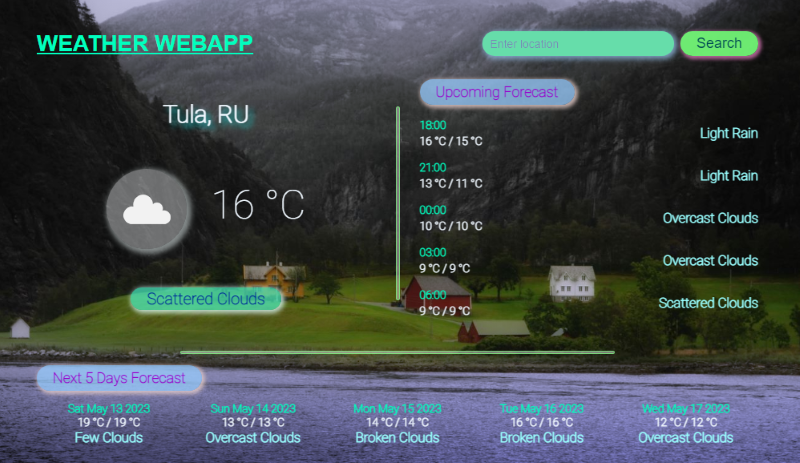 WEATHER WEBAPP
Enter location
Search
Tula, RU
16 °C
Scattered Clouds
Upcoming Forecast
18:00
16 °C / 15 °C
Light Rain
21:00
13 °C / 11 °C
Light Rain
00:00
10 °C / 10 °C
Overcast Clouds
03:00
9 °C / 9 °C
Overcast Clouds
06:00
9 °C / 9 °C
Scattered Clouds
Next 5 Days Forecast
Sat May 13 2023
19 °C / 19 °C
Few Clouds
Sun May 14 2023
13 °C / 13 °C
Overcast Clouds
Mon May 15 2023
14 °C / 14 °C
Broken Clouds
Tue May 16 2023
16 °C / 16 °C
Broken Clouds
Wed May 17 2023
12 °C / 12 °C
Overcast Clouds